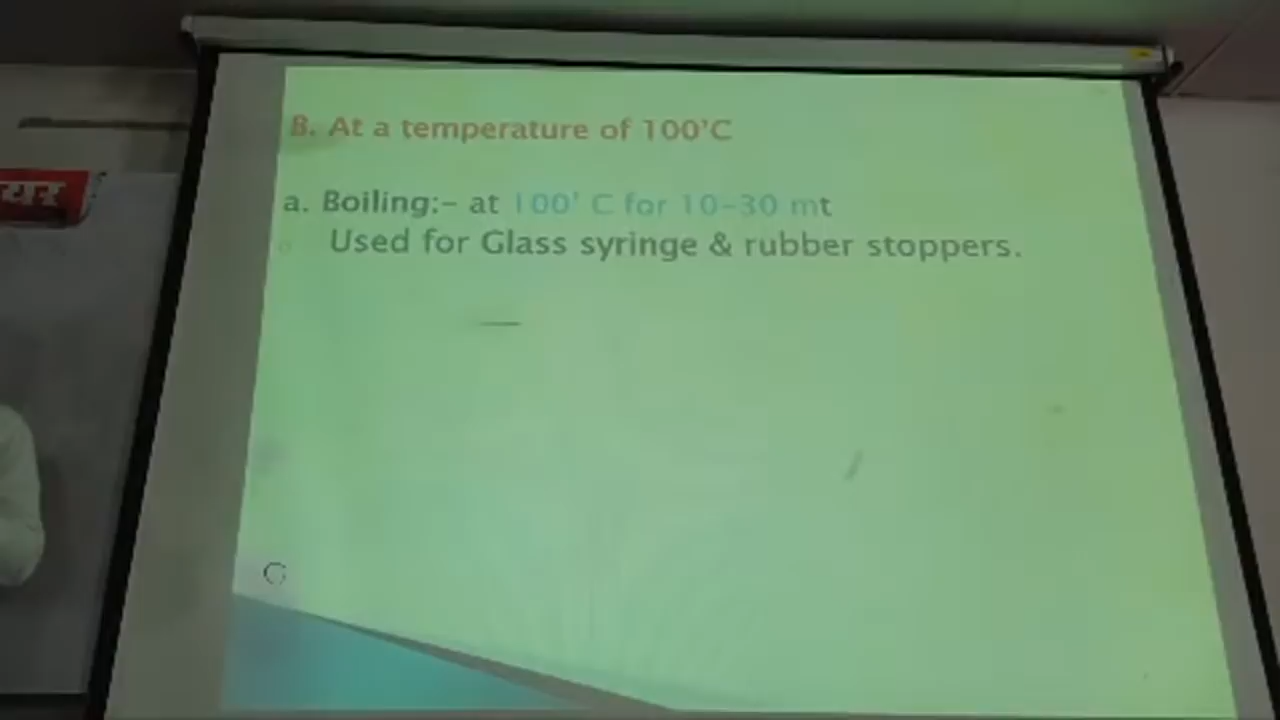 B. At a temperature of 100'C
a. Boiling:- at 100' C for 10-30 mt
Used for Glass syringe & rubber stoppers.